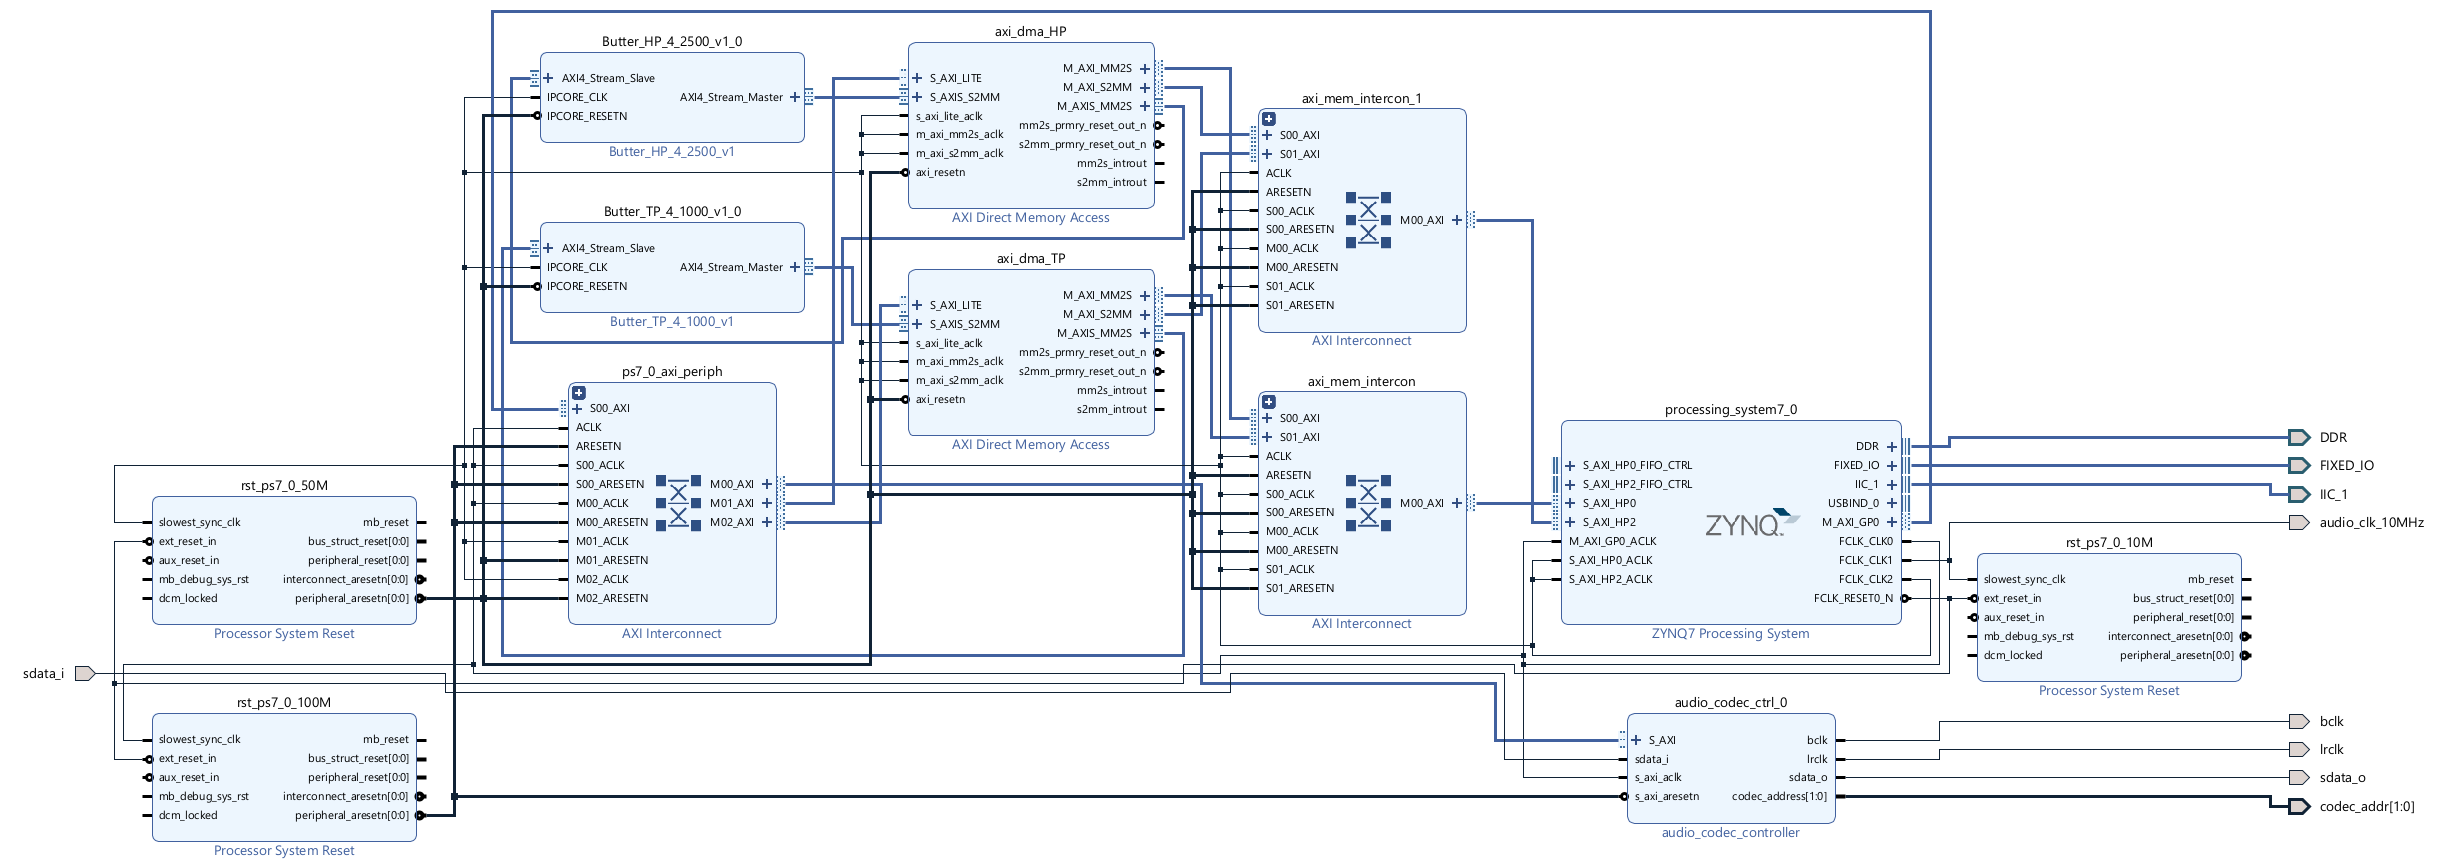 Butter_HP_4_2500_v1_0
AXI4_Stream_Slave
IPCORE_CLK
IPCORE_RESETN
AXI4_Stream_Master
Butter_HP_4_2500_v1
Butter_TP_4_1000_v1_0
AXI4_Stream_Slave
IPCORE_CLK
IPCORE_RESETN
AXI4_Stream_Master
Butter_TP_4_1000_v1
axi_dma_HP
S_AXI_LITE
S_AXIS_S2MM
s_axi_lite_aclk
m_axi_mm2s_aclk
m_axi_s2mm_aclk
axi_resetn
M_AXI_MM2S
M_AXI_S2MM
M_AXIS_MM2S
mm2s_prmry_reset_out_n
s2mm_prmry_reset_out_n
mm2s_introut
s2mm_introut
AXI Direct Memory Access
axi_dma_TP
S_AXI_LITE
S_AXIS_S2MM
s_axi_lite_aclk
m_axi_mm2s_aclk
m_axi_s2mm_aclk
axi_resetn
M_AXI_MM2S
M_AXI_S2MM
M_AXIS_MM2S
mm2s_prmry_reset_out_n
s2mm_prmry_reset_out_n
mm2s_introut
s2mm_introut
AXI Direct Memory Access
axi_mem_intercon_1
S00_AXI
S01_AXI
ACLK
ARESETN
S00_ACLK
S00_ARESETN
M00_ACLK
M00_ARESETN
S01_ACLK
S01_ARESETN
M00_AXI
AXI Interconnect
axi_mem_intercon
S00_AXI
S01_AXI
ACLK
ARESETN
S00_ACLK
S00_ARESETN
M00_ACLK
M00_ARESETN
S01_ACLK
S01_ARESETN
M00_AXI
AXI Interconnect
ps7_0_axi_periph
S00_AXI
ACLK
ARESETN
S00_ACLK
S00_ARESETN
M00_ACLK
M00_ARESETN
M01_ACLK
M01_ARESETN
M02_ACLK
M02_ARESETN
M00_AXI
M01_AXI
M02_AXI
AXI Interconnect
rst_ps7_0_50M
slowest_sync_clk
ext_reset_in
aux_reset_in
mb_debug_sys_rst
dcm_locked
mb_reset
bus_struct_reset[0:0]
peripheral_reset[0:0]
interconnect_aresetn[0:0]
peripheral_aresetn[0:0]
Processor System Reset
sdata_i
rst_ps7_0_100M
slowest_sync_clk
ext_reset_in
aux_reset_in
mb_debug_sys_rst
dcm_locked
mb_reset
bus_struct_reset[0:0]
peripheral_reset[0:0]
interconnect_aresetn[0:0]
peripheral_aresetn[0:0]
Processor System Reset
processing_system7_0
S_AXI_HP0_FIFO_CTRL
S_AXI_HP2_FIFO_CTRL
S_AXI_HP0
S_AXI_HP2
M_AXI_GP0_ACLK
S_AXI_HP0_ACLK
S_AXI_HP2_ACLK
ZYNQ
DDR
FIXED_IO
IIC_1
USBIND_0
M_AXI_GP0
FCLK_CLK0
FCLK_CLK1
FCLK_CLK2
FCLK_RESET0_N
ZYNQ7 Processing System
rst_ps7_0_10M
slowest_sync_clk
ext_reset_in
aux_reset_in
mb_debug_sys_rst
dcm_locked
mb_reset
bus_struct_reset[0:0]
peripheral_reset[0:0]
interconnect_aresetn[0:0]
peripheral_aresetn[0:0]
Processor System Reset
audio_codec_ctrl_0
S_AXI
sdata_i
s_axi_aclk
s_axi_aresetn
bclk
lrclk
sdata_o
codec_address[1:0]
audio_codec_controller
DDR
FIXED_IO
IIC_1
audio_clk_10MHz
bclk
lrclk
sdata_o
codec_addr[1:0]